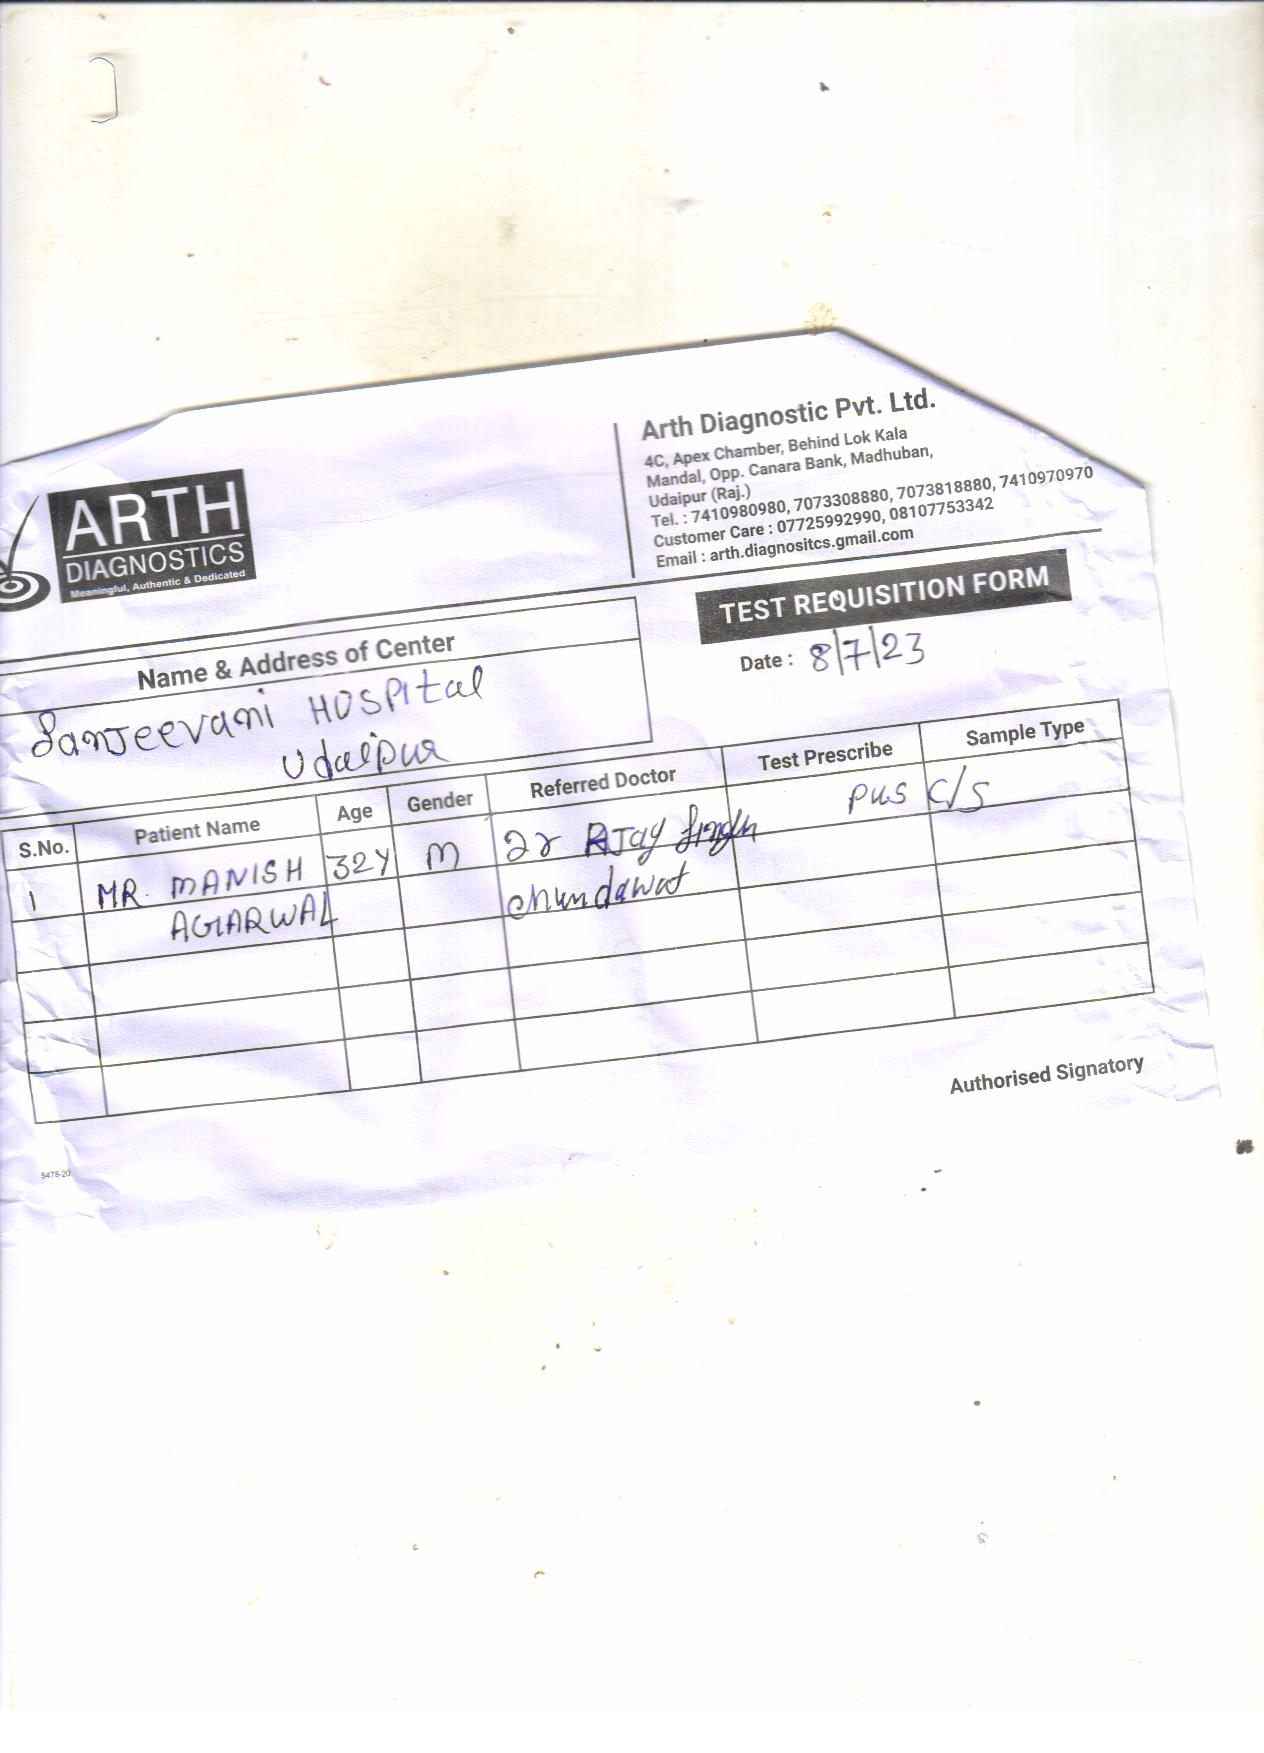 ARTH
DIAGNOSTICS
Meaningful, Authentic & Dedicated
Arth Diagnostic Pvt. Ltd.
4C, Apex Chamber, Behind Lok Kala
Mandal, Opp. Canara Bank, Madhuban,
Udaipur (Raj.)
Tel. : 7410980980, 7073308880, 7073818880, 7410970970
Customer Care : 07725992990, 08107753342
Email : arth.diagnositcs.gmail.com
TEST REQUISITION FORM
Date : 8/7/23
Name & Address of Center
Sanjeevani HOSPital
Udaipur
S.No. Patient Name Age Gender Referred Doctor Test Prescribe Sample Type
1 MR. MANISH 32Y M Dr AJay Singh PUS C/S
AGARWAL Chundawat
Authorised Signatory
5478-20